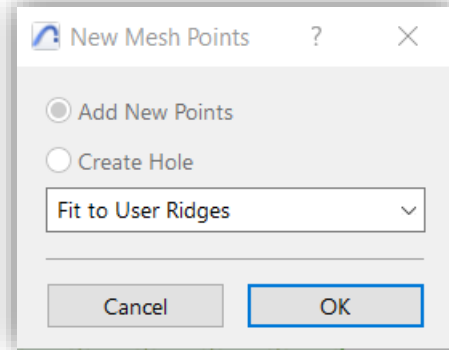 New Mesh Points ?
Add New Points
Create Hole
Fit to User Ridges
Cancel OK